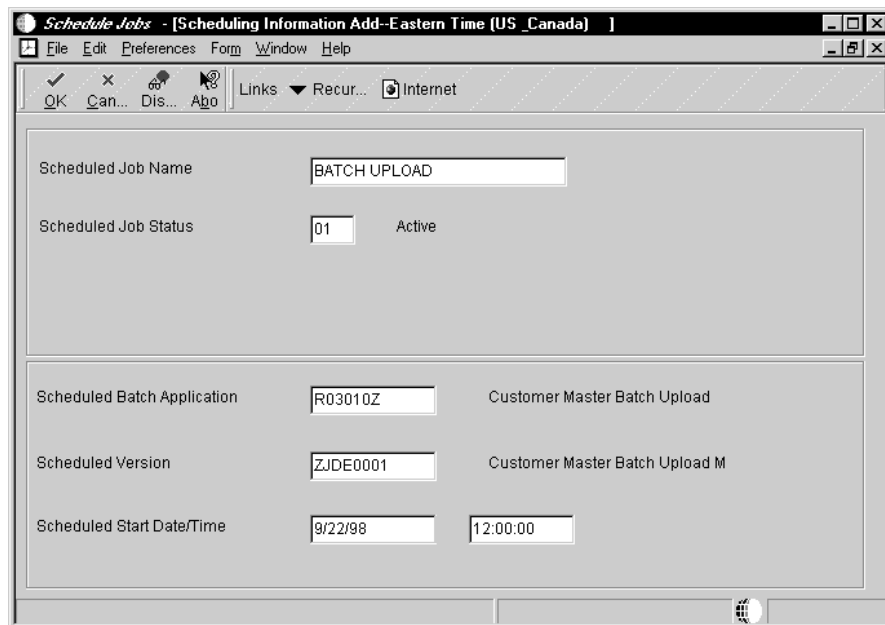 Schedule Jobs - [Scheduling Information Add--Eastern Time (US _Canada) ]
File Edit Preferences Form Window Help
OK Can... Dis... Abo Links Recur... Internet
Scheduled Job Name BATCH UPLOAD
Scheduled Job Status 01 Active
Scheduled Batch Application R03010Z Customer Master Batch Upload
Scheduled Version ZJDE0001 Customer Master Batch Upload M
Scheduled Start Date/Time 9/22/98 12:00:00